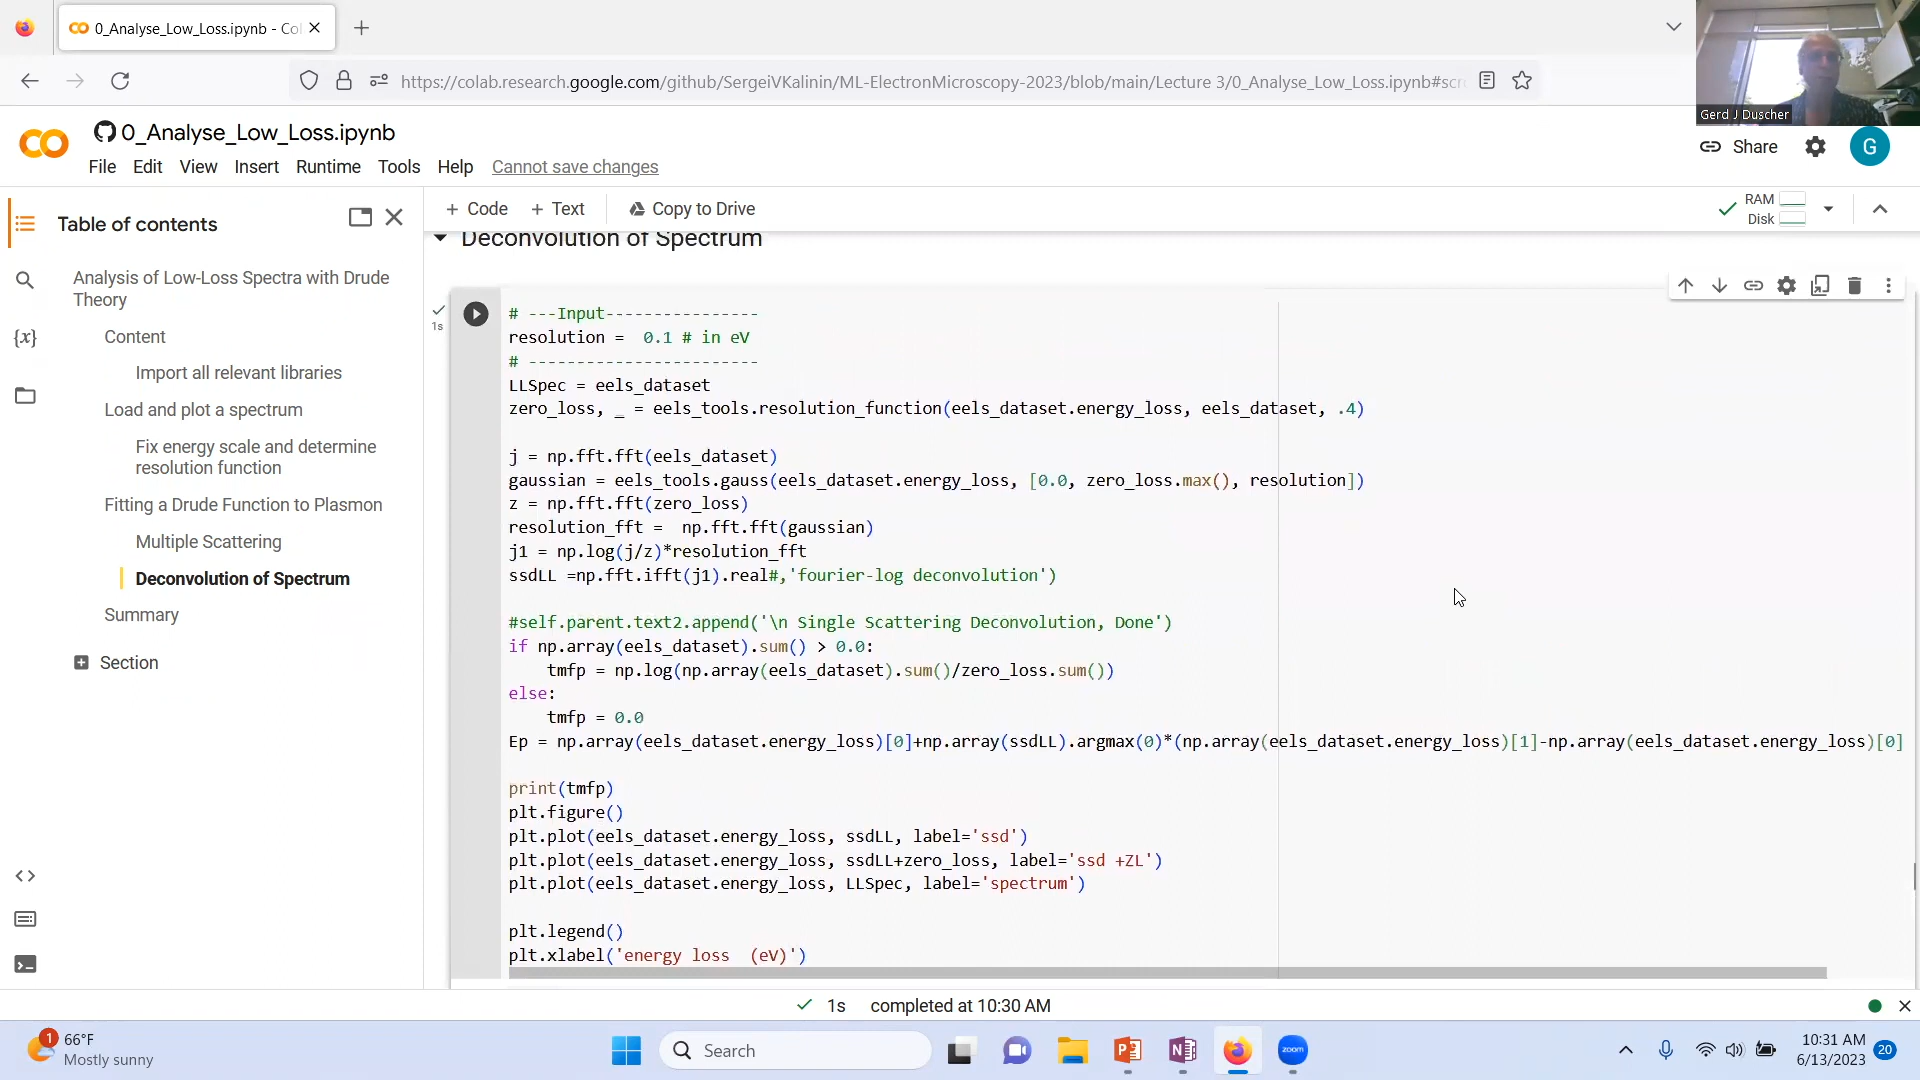 0_Analyse_Low_Loss.ipynb - Col
https://colab.research.google.com/github/SergeiVKalinin/ML-ElectronMicroscopy-2023/blob/main/Lecture 3/0_Analyse_Low_Loss.ipynb#scr
Gerd J Duscher
0_Analyse_Low_Loss.ipynb
File Edit View Insert Runtime Tools Help Cannot save changes
Share
G
Table of contents
+ Code + Text Copy to Drive
RAM
Disk
Deconvolution of Spectrum
Analysis of Low-Loss Spectra with Drude
Theory
Content
Import all relevant libraries
Load and plot a spectrum
Fix energy scale and determine
resolution function
Fitting a Drude Function to Plasmon
Multiple Scattering
Deconvolution of Spectrum
Summary
Section
{x}
1s
# ---Input----------------
resolution =  0.1 # in eV
# ------------------------
LLSpec = eels_dataset
zero_loss, _ = eels_tools.resolution_function(eels_dataset.energy_loss, eels_dataset, .4)
j = np.fft.fft(eels_dataset)
gaussian = eels_tools.gauss(eels_dataset.energy_loss, [0.0, zero_loss.max(), resolution])
z = np.fft.fft(zero_loss)
resolution_fft =  np.fft.fft(gaussian)
j1 = np.log(j/z)*resolution_fft
ssdLL =np.fft.ifft(j1).real#,'fourier-log deconvolution')
#self.parent.text2.append('\n Single Scattering Deconvolution, Done')
if np.array(eels_dataset).sum() > 0.0:
    tmfp = np.log(np.array(eels_dataset).sum()/zero_loss.sum())
else:
    tmfp = 0.0
Ep = np.array(eels_dataset.energy_loss)[0]+np.array(ssdLL).argmax(0)*(np.array(eels_dataset.energy_loss)[1]-np.array(eels_dataset.energy_loss)[0]
print(tmfp)
plt.figure()
plt.plot(eels_dataset.energy_loss, ssdLL, label='ssd')
plt.plot(eels_dataset.energy_loss, ssdLL+zero_loss, label='ssd +ZL')
plt.plot(eels_dataset.energy_loss, LLSpec, label='spectrum')
plt.legend()
plt.xlabel('energy loss  (eV)')
1s completed at 10:30 AM
1
66°F
Mostly sunny
Search
zoom
10:31 AM
6/13/2023
20